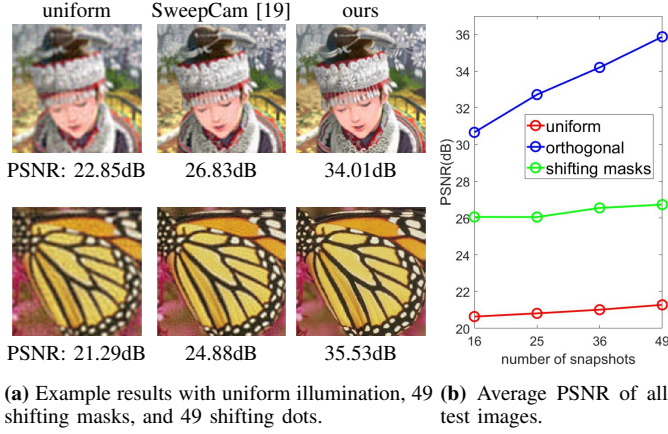 uniform SweepCam [19] ours
PSNR: 22.85dB 26.83dB 34.01dB
PSNR: 21.29dB 24.88dB 35.53dB
(a) Example results with uniform illumination, 49
shifting masks, and 49 shifting dots.
PSNR(dB)
36
34
32
30
28
26
24
22
20
uniform
orthogonal
shifting masks
16 25 36 49
number of snapshots
(b) Average PSNR of all
test images.